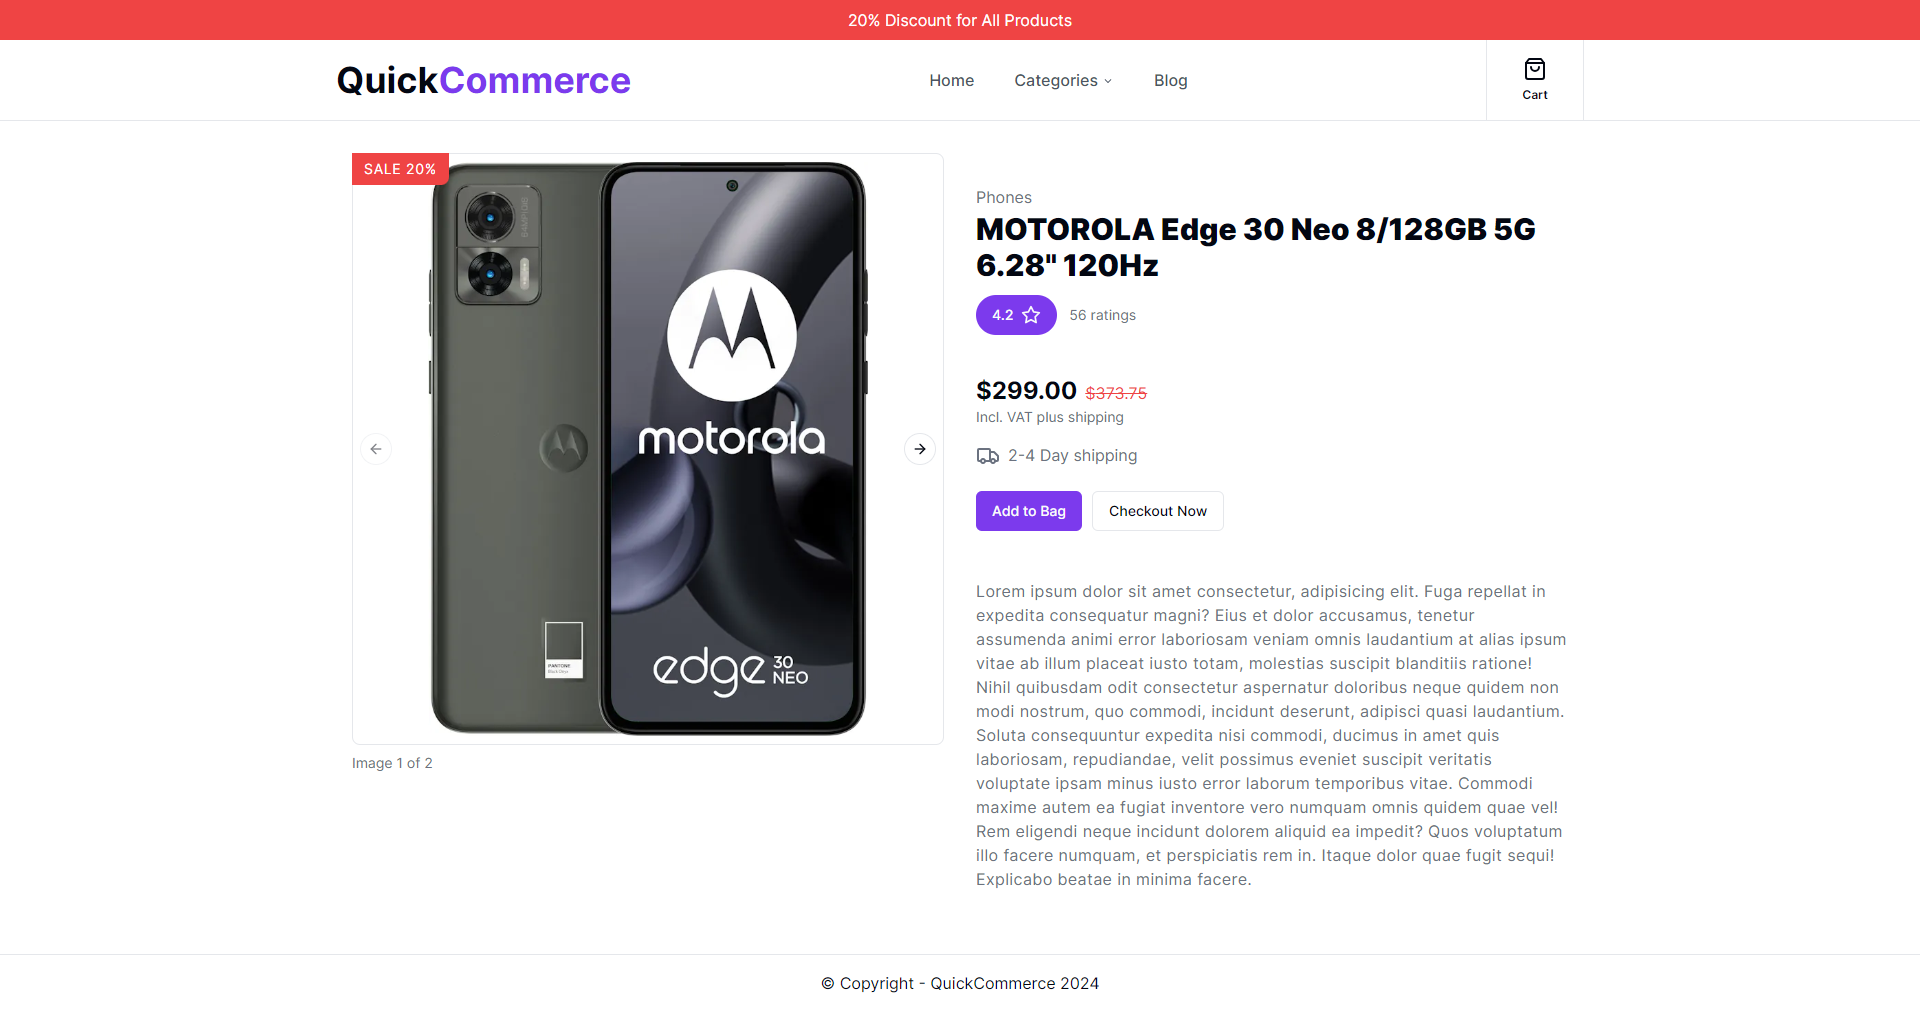 20% Discount for All Products
QuickCommerce
Home
Categories
Blog
Cart
SALE 20%
64MP|OIS
motorola
PANTONE
edge 30 NEO
Image 1 of 2
Phones
MOTOROLA Edge 30 Neo 8/128GB 5G
6.28" 120Hz
4.2
56 ratings
$299.00 $373.75
Incl. VAT plus shipping
2-4 Day shipping
Add to Bag
Checkout Now
Lorem ipsum dolor sit amet consectetur, adipisicing elit. Fuga repellat in
expedita consequatur magni? Eius et dolor accusamus, tenetur
assumenda animi error laboriosam veniam omnis laudantium at alias ipsum
vitae ab illum placeat iusto totam, molestias suscipit blanditiis ratione!
Nihil quibusdam odit consectetur aspernatur doloribus neque quidem non
modi nostrum, quo commodi, incidunt deserunt, adipisci quasi laudantium.
Soluta consequuntur expedita nisi commodi, ducimus in amet quis
laboriosam, repudiandae, velit possimus eveniet suscipit veritatis
voluptate ipsam minus iusto error laborum temporibus vitae. Commodi
maxime autem ea fugiat inventore vero numquam omnis quidem quae vel!
Rem eligendi neque incidunt dolorem aliquid ea impedit? Quos voluptatum
illo facere numquam, et perspiciatis rem in. Itaque dolor quae fugit sequi!
Explicabo beatae in minima facere.
© Copyright - QuickCommerce 2024